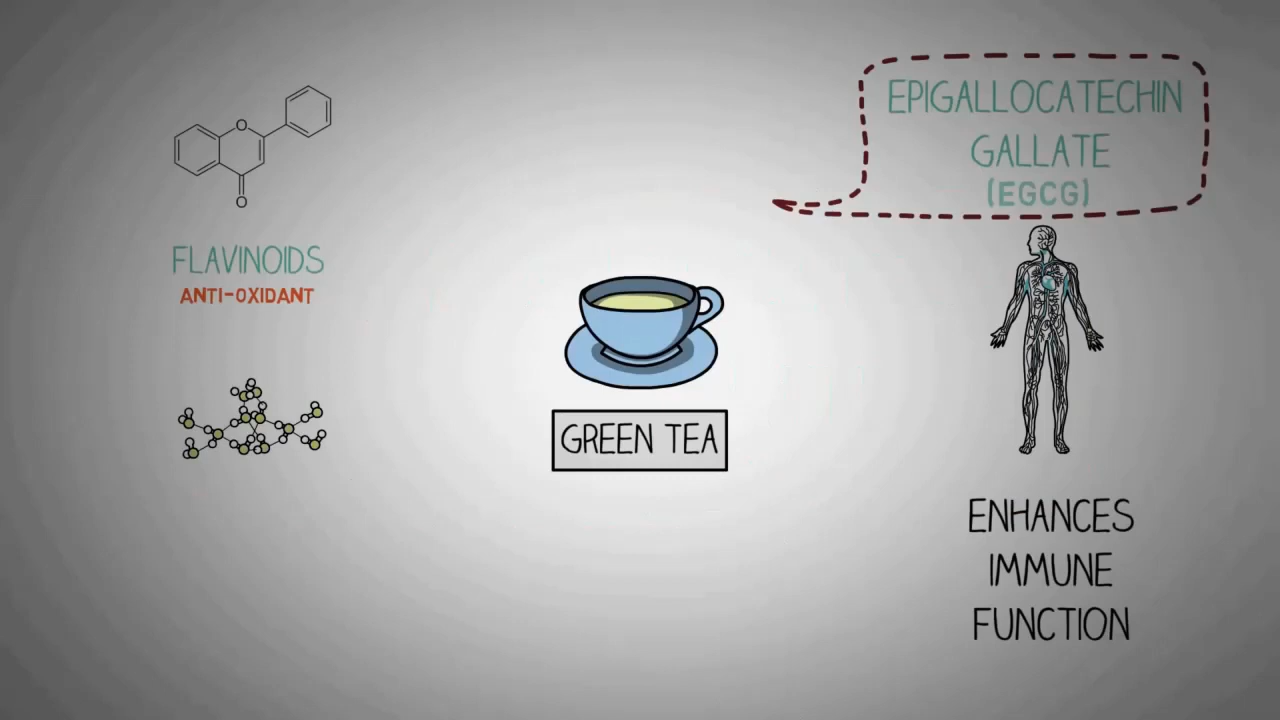 O
O
FLAVINOIDS
ANTI-OXIDANT
GREEN TEA
EPIGALLOCATECHIN
GALLATE
(EGCG)
ENHANCES
IMMUNE
FUNCTION